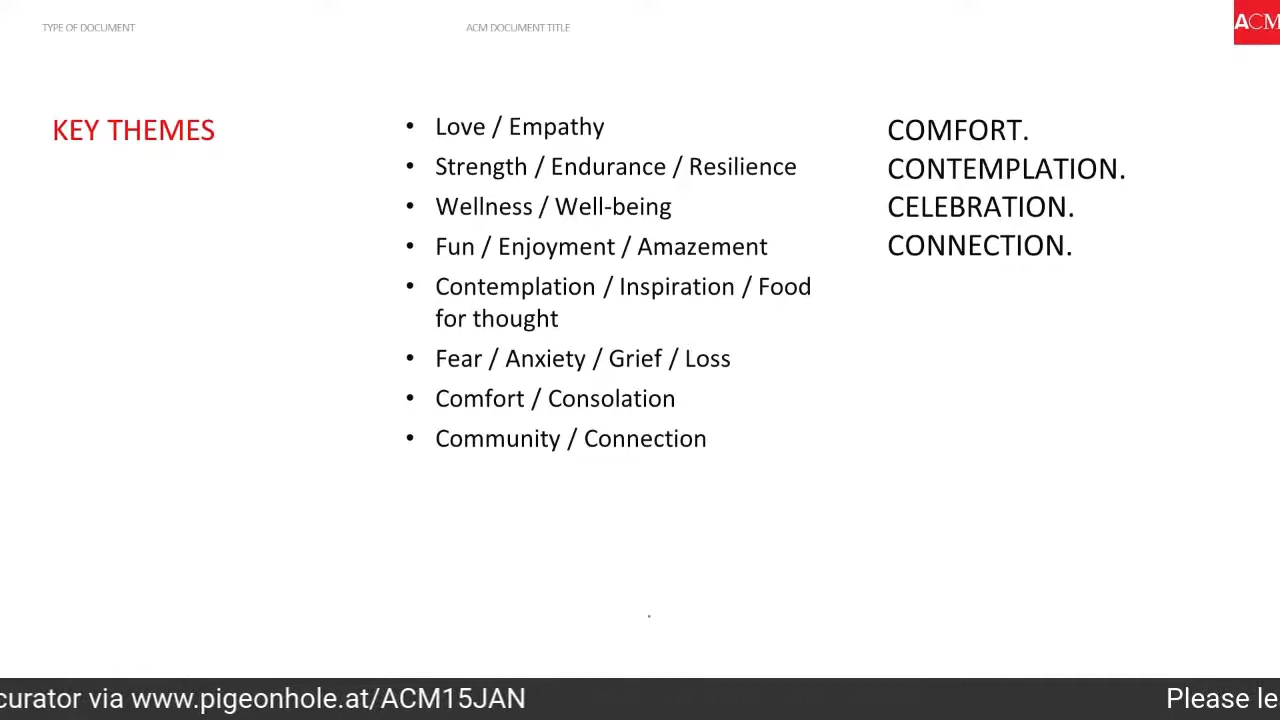 TYPE OF DOCUMENT
ACM DOCUMENT TITLE
ACM
KEY THEMES
• Love / Empathy
• Strength / Endurance / Resilience
• Wellness / Well-being
• Fun / Enjoyment / Amazement
• Contemplation / Inspiration / Food
for thought
• Fear / Anxiety / Grief / Loss
• Comfort / Consolation
• Community / Connection
COMFORT.
CONTEMPLATION.
CELEBRATION.
CONNECTION.
curator via www.pigeonhole.at/ACM15JAN
Please le